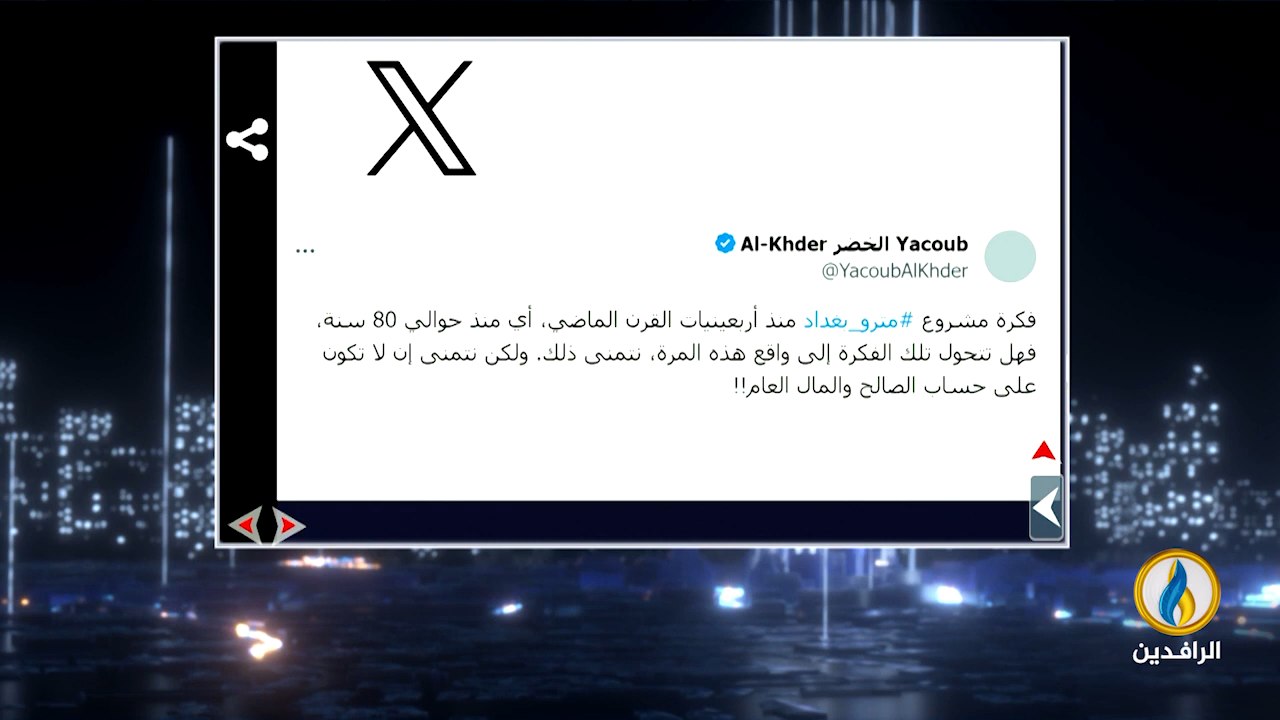 Yacoub الخضر Al-Khder
@YacoubAlKhder
فكرة مشروع #مترو_بغداد منذ أربعينيات القرن الماضي، أي منذ حوالي 80 سنة،
فهل تتحول تلك الفكرة إلى واقع هذه المرة، نتمنى ذلك. ولكن نتمنى إن لا تكون
على حساب الصالح والمال العام!!
الرافدين